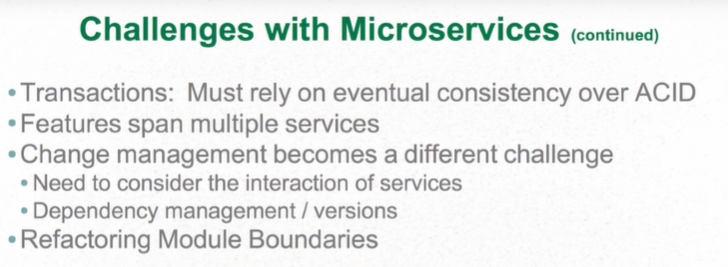 Challenges with Microservices (continued)
• Transactions:  Must rely on eventual consistency over ACID
• Features span multiple services
• Change management becomes a different challenge
• Need to consider the interaction of services
• Dependency management / versions
• Refactoring Module Boundaries